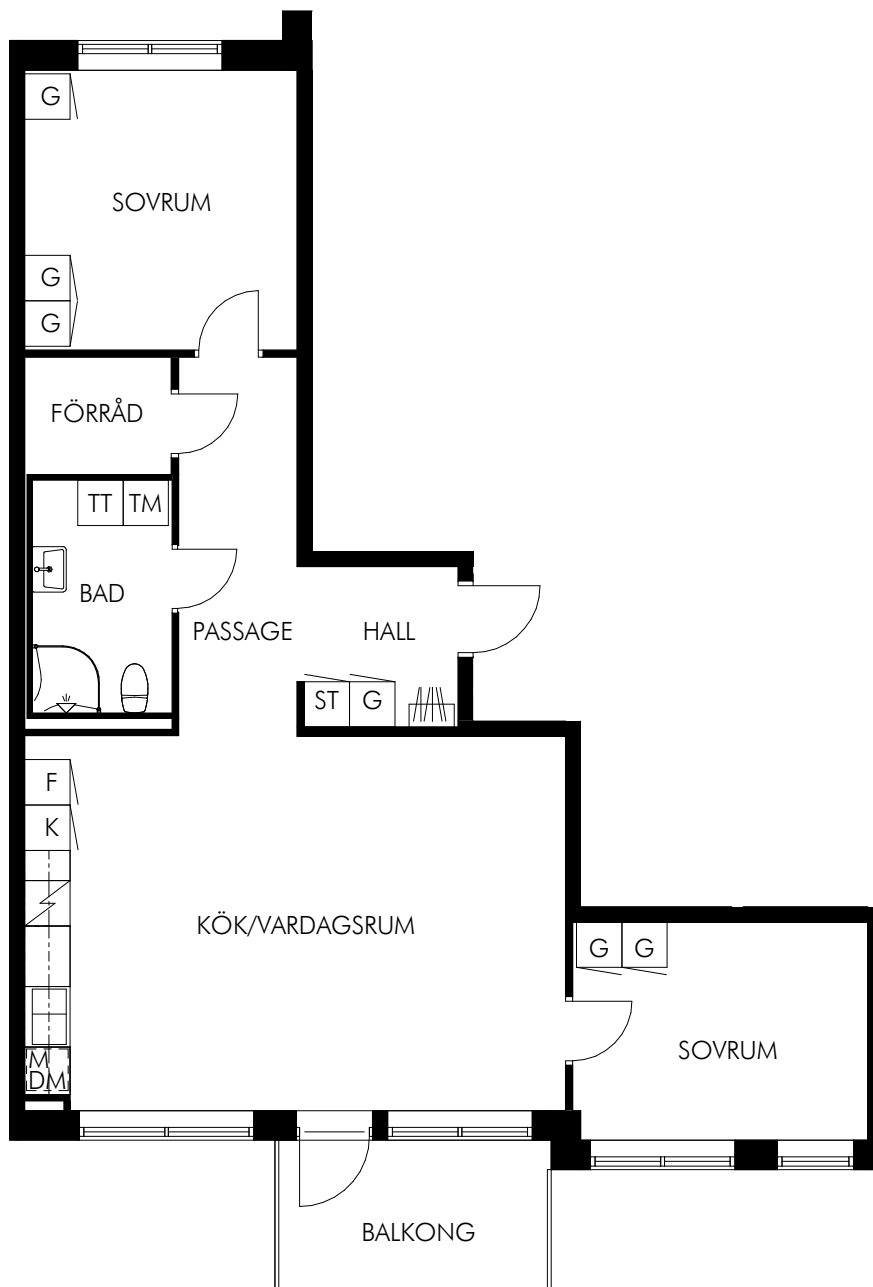 G
SOVRUM
G
G
FÖRRÅD
TT TM
BAD
PASSAGE HALL
ST G
F
K
KÖK/VARDAGSRUM
G G
SOVRUM
M
DM
BALKONG